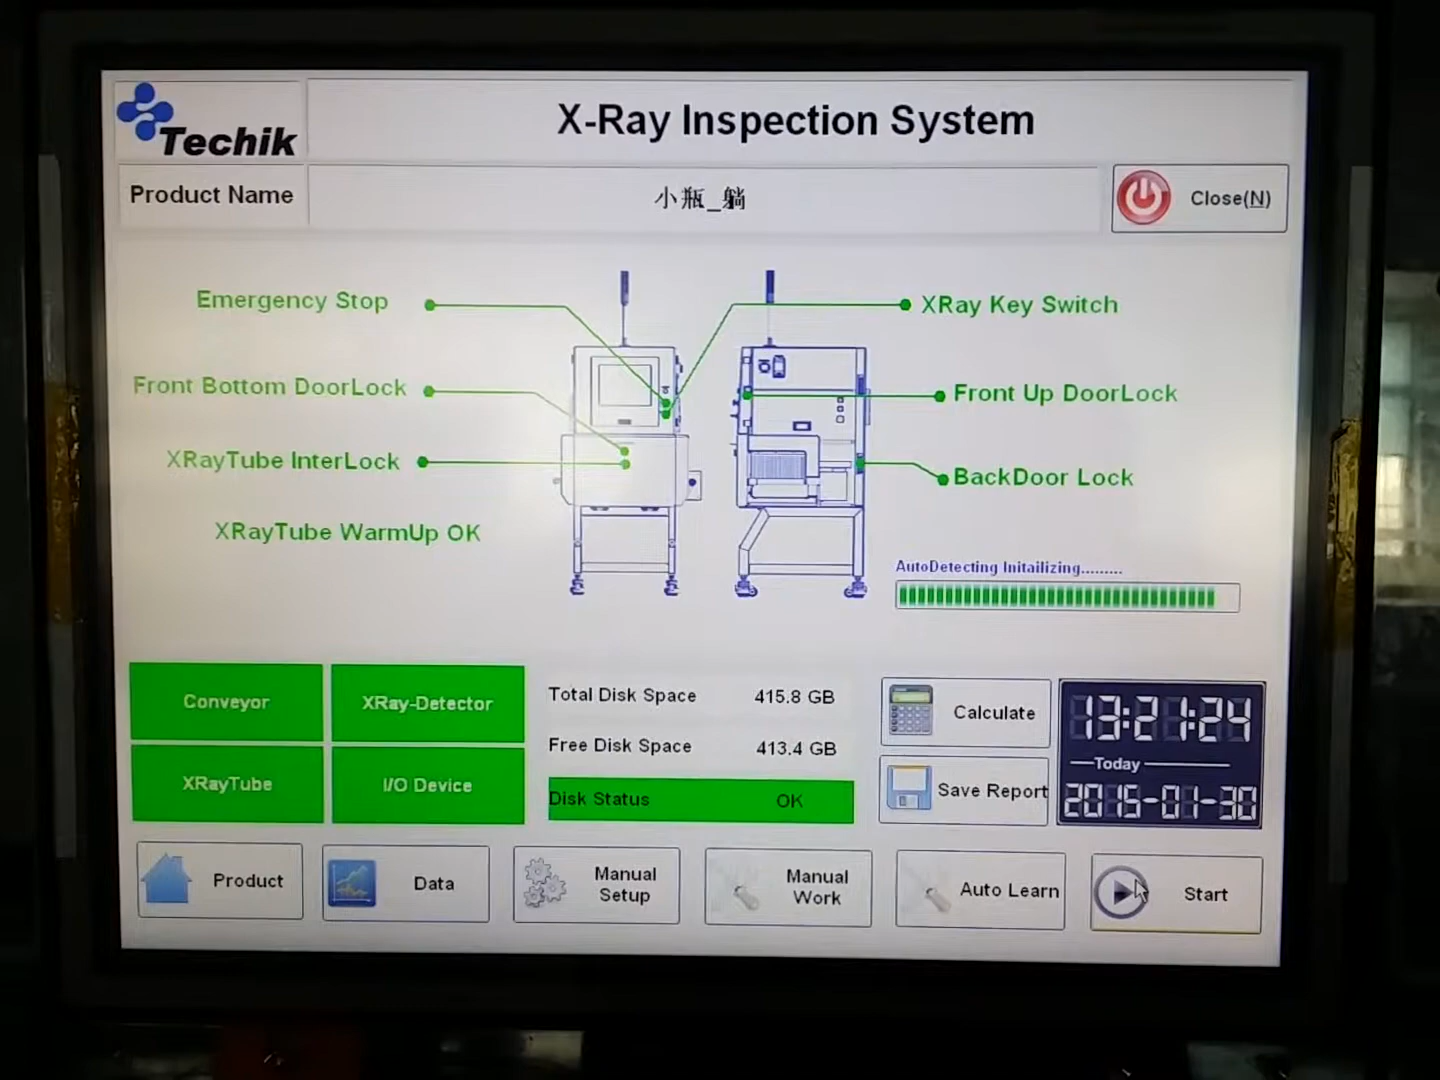 Techik
X-Ray Inspection System
Product Name
小瓶_躺
Close(N)
Emergency Stop
XRay Key Switch
Front Bottom DoorLock
Front Up DoorLock
XRayTube InterLock
BackDoor Lock
XRayTube WarmUp OK
AutoDetecting Initailizing.........
Conveyor
XRay-Detector
XRayTube
I/O Device
Total Disk Space 415.8 GB
Free Disk Space 413.4 GB
Disk Status OK
Calculate
Save Report
13:21:24
Today
2015-01-30
Product
Data
Manual
Setup
Manual
Work
Auto Learn
Start